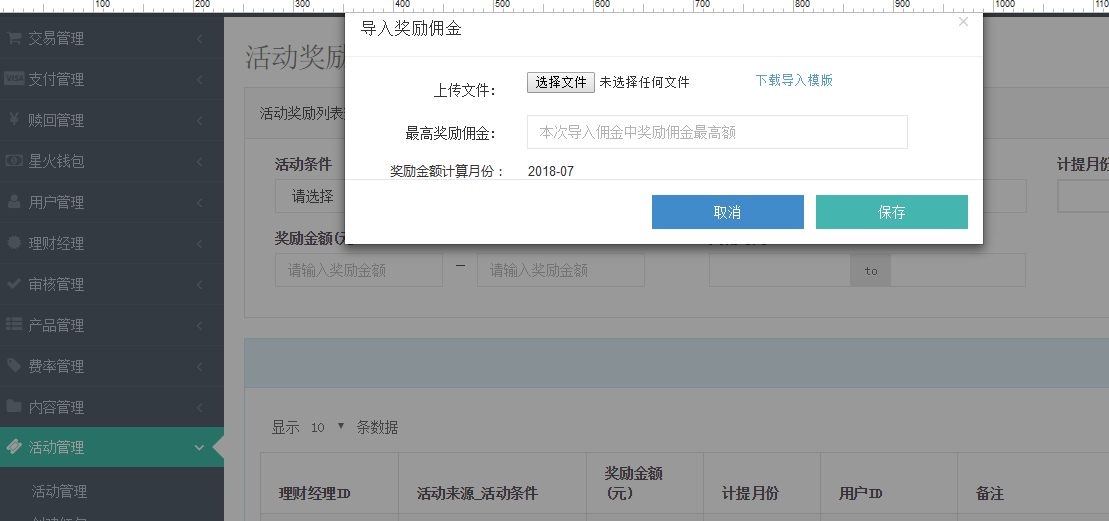 100 200 300 400 500 600 700 800 900 1000 1100
交易管理
支付管理
赎回管理
星火钱包
用户管理
理财经理
审核管理
产品管理
费率管理
内容管理
活动管理
活动管理
活动奖励
活动奖励列表
活动条件
请选择
计提月份
奖励金额(元)
请输入奖励金额 — 请输入奖励金额
to
导入奖励佣金 ×
上传文件: 选择文件 未选择任何文件 下载导入模版
最高奖励佣金: 本次导入佣金中奖励佣金最高额
奖励金额计算月份: 2018-07
取消 保存
显示 10 条数据
理财经理ID 活动来源_活动条件 奖励金额(元) 计提月份 用户ID 备注